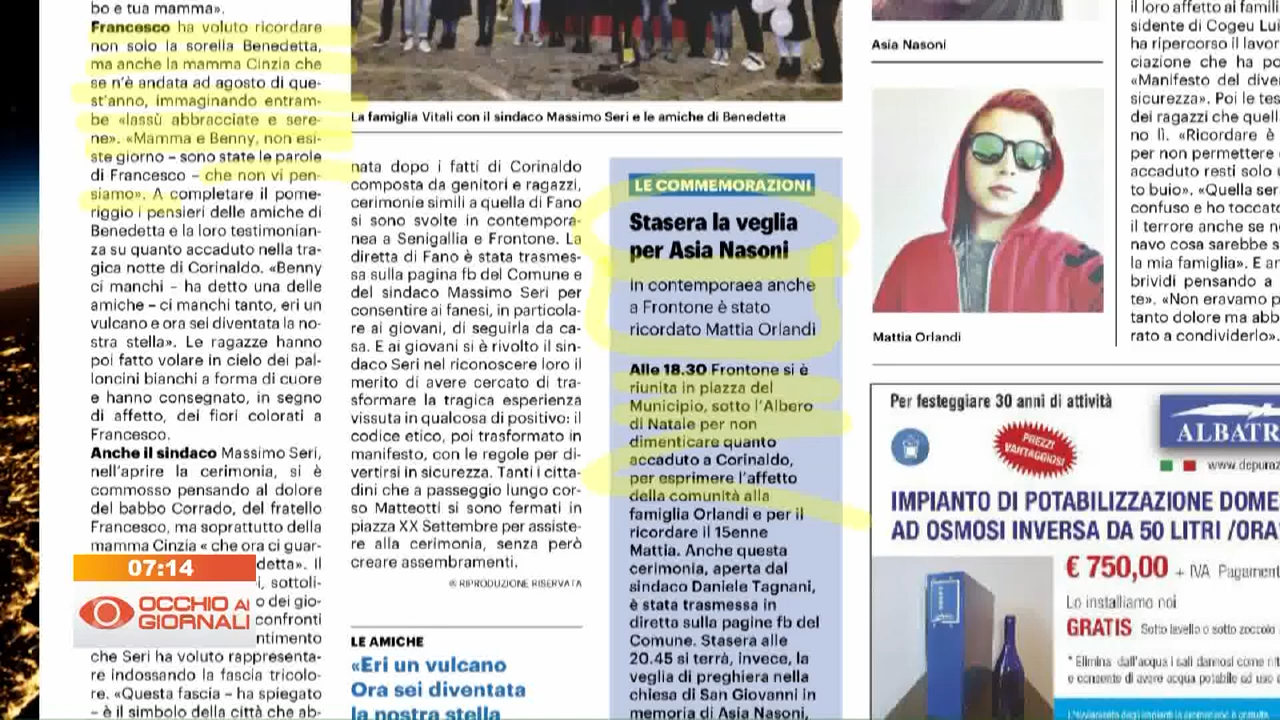 bo e tua mamma».
Francesco ha voluto ricordare
non solo la sorella Benedetta,
ma anche la mamma Cinzia che
se n'è andata ad agosto di que-
st'anno, immaginando entram-
be «lassù abbracciate e sere-
ne». «Mamma e Benny, non esi-
ste giorno – sono state le parole
di Francesco – che non vi pen-
siamo». A completare il pome-
riggio i pensieri delle amiche di
Benedetta e la loro testimonian-
za su quanto accaduto nella tra-
gica notte di Corinaldo. «Benny
ci manchi – ha detto una delle
amiche – ci manchi tanto, eri un
vulcano e ora sei diventata la no-
stra stella». Le ragazze hanno
poi fatto volare in cielo dei pal-
loncini bianchi a forma di cuore
e hanno consegnato, in segno
di affetto, dei fiori colorati a
Francesco.
Anche il sindaco Massimo Seri,
nell'aprire la cerimonia, si è
commosso pensando al dolore
del babbo Corrado, del fratello
Francesco, ma soprattutto della
mamma Cinzia « che ora ci guar-
detta». Il
i, sottoli-
o dei gio-
confronti
ntimento
che Seri ha voluto rappresenta-
re indossando la fascia tricolo-
re. «Questa fascia – ha spiegato
– è il simbolo della città che ab-
07:14
OCCHIO AI
GIORNALI
La famiglia Vitali con il sindaco Massimo Seri e le amiche di Benedetta
nata dopo i fatti di Corinaldo
composta da genitori e ragazzi,
cerimonie simili a quella di Fano
si sono svolte in contempora-
nea a Senigallia e Frontone. La
diretta di Fano è stata trasmes-
sa sulla pagina fb del Comune e
del sindaco Massimo Seri per
consentire ai fanesi, in particola-
re ai giovani, di seguirla da ca-
sa. E ai giovani si è rivolto il sin-
daco Seri nel riconoscere loro il
merito di avere cercato di tra-
sformare la tragica esperienza
vissuta in qualcosa di positivo: il
codice etico, poi trasformato in
manifesto, con le regole per di-
vertirsi in sicurezza. Tanti i citta-
dini che a passeggio lungo cor-
so Matteotti si sono fermati in
piazza XX Settembre per assiste-
re alla cerimonia, senza però
creare assembramenti.
© RIPRODUZIONE RISERVATA
LE AMICHE
«Eri un vulcano
Ora sei diventata
la nostra stella
LE COMMEMORAZIONI
Stasera la veglia
per Asia Nasoni
In contemporaea anche
a Frontone è stato
ricordato Mattia Orlandi
Alle 18.30 Frontone si è
riunita in piazza del
Municipio, sotto l'Albero
di Natale per non
dimenticare quanto
accaduto a Corinaldo,
per esprimere l'affetto
della comunità alla
famiglia Orlandi e per il
ricordare il 15enne
Mattia. Anche questa
cerimonia, aperta dal
sindaco Daniele Tagnani,
è stata trasmessa in
diretta sulla pagine fb del
Comune. Stasera alle
20.45 si terrà, invece, la
veglia di preghiera nella
chiesa di San Giovanni in
memoria di Asia Nasoni,
Asia Nasoni
Mattia Orlandi
il loro affetto ai famili
sidente di Cogeu Lui
ha ripercorso il lavor
ciazione che ha po
«Manifesto del dive
sicurezza». Poi le tes
dei ragazzi che quell
no lì. «Ricordare è
per non permettere
accaduto resti solo u
to buio». «Quella ser
confuso e ho toccato
il terrore anche se no
navo cosa sarebbe s
la mia famiglia». E an
brividi pensando a
te». «Non eravamo p
tanto dolore ma abb
rato a condividerlo».
Per festeggiare 30 anni di attività
PREZZI
VANTAGGIOSI
ALBATR
www.depuraz
IMPIANTO DI POTABILIZZAZIONE DOME
AD OSMOSI INVERSA DA 50 LITRI /ORA
€ 750,00 + IVA Pagament
Lo installiamo noi
GRATIS Sotto lavello o sotto zoccolo
* Elimina dall'acqua i sali dannosi come nit
e consente di avere acqua potabile ad uso